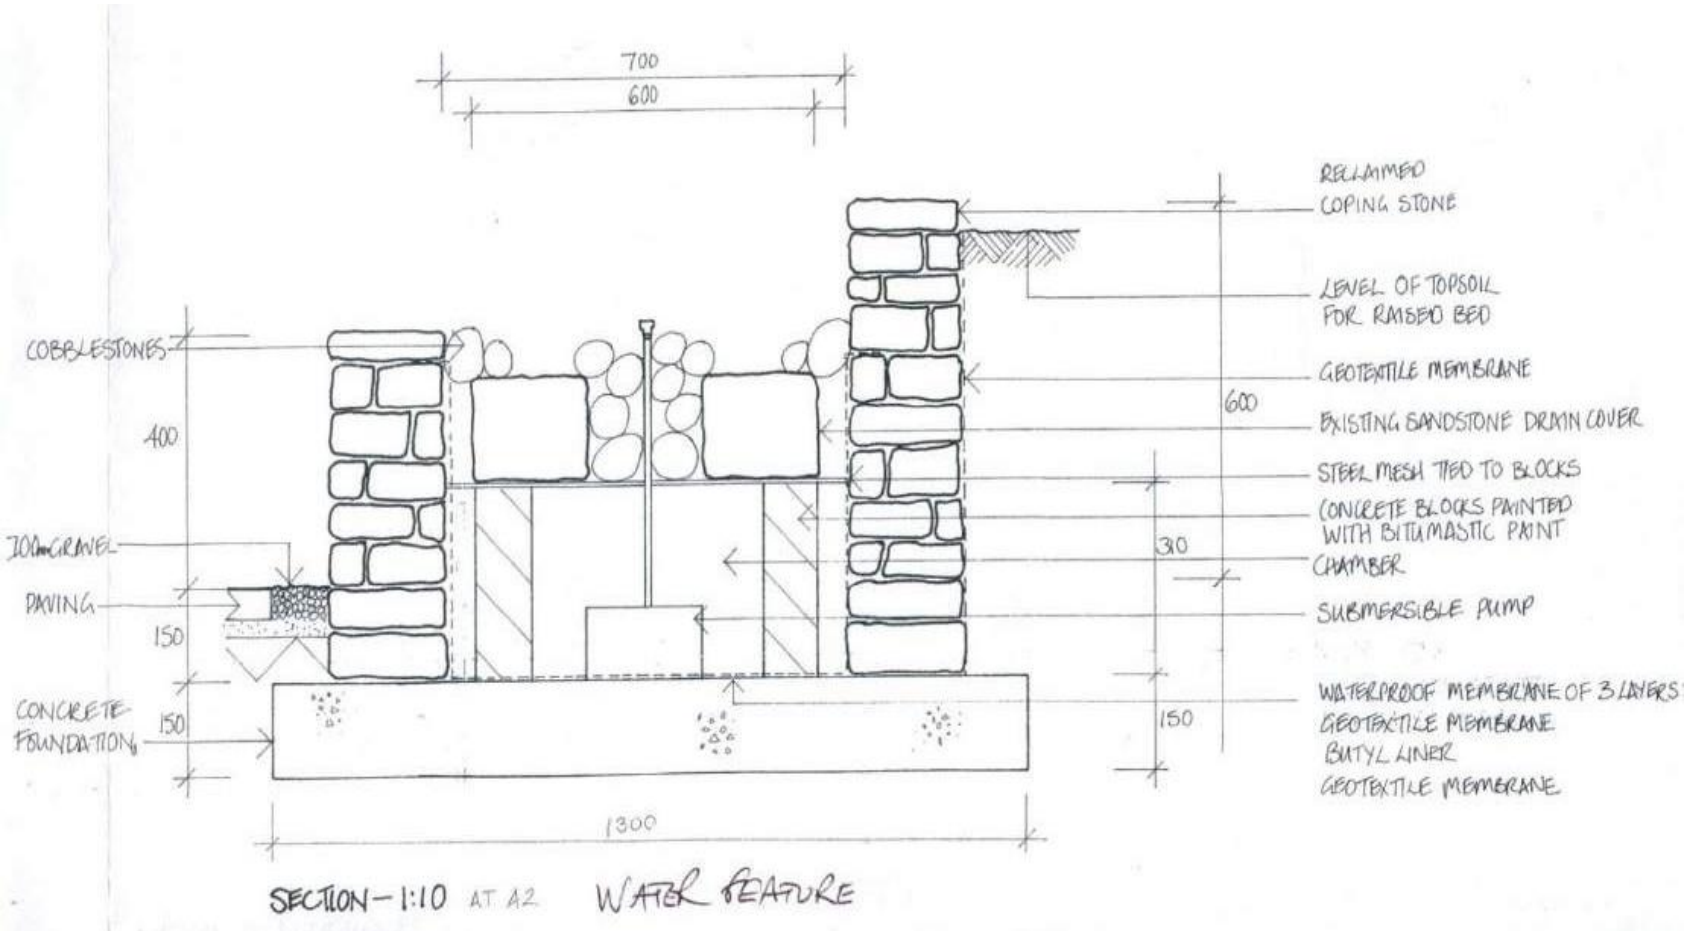 700
600
RECLAIMED
COPING STONE
LEVEL OF TOPSOIL
FOR RAISED BED
COBBLESTONES
GEOTEXTILE MEMBRANE
600
400
EXISTING SANDSTONE DRAIN COVER
STEEL MESH TIED TO BLOCKS
CONCRETE BLOCKS PAINTED
WITH BITUMASTIC PAINT
310
GRAVEL
CHAMBER
PAVING
SUBMERSIBLE PUMP
150
WATERPROOF MEMBRANE OF 3 LAYERS
GEOTEXTILE MEMBRANE
BUTYL LINER
GEOTEXTILE MEMBRANE
CONCRETE
FOUNDATION
150
150
1300
SECTION - 1:10 AT A2 WATER FEATURE